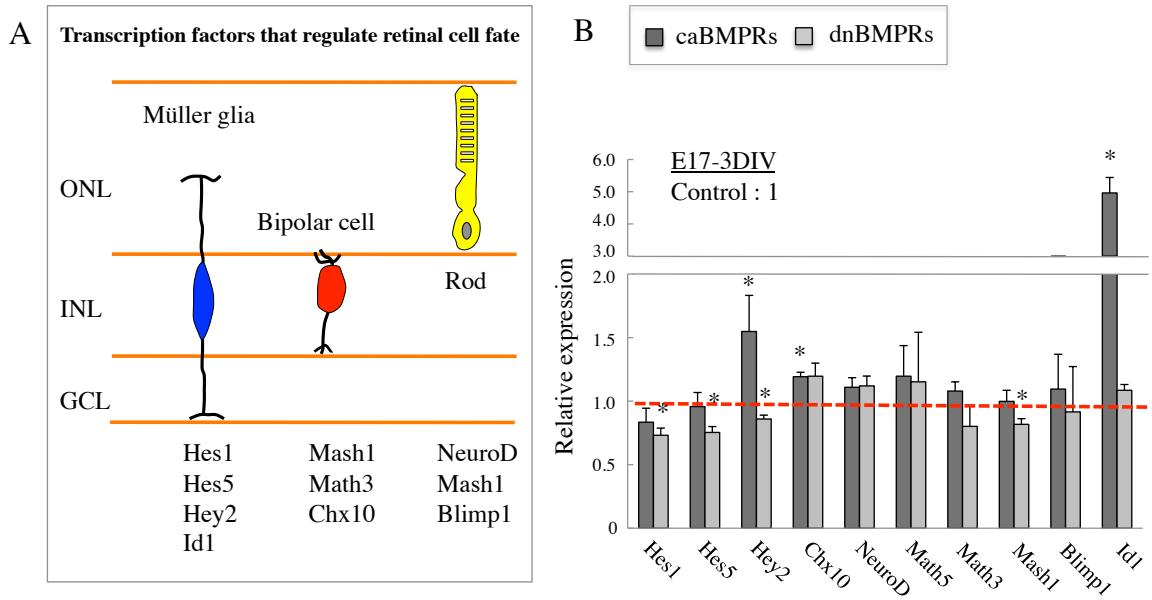 A
Transcription factors that regulate retinal cell fate
Müller glia
ONL
Bipolar cell
Rod
INL
GCL
Hes1 Mash1 NeuroD
Hes5 Math3 Mash1
Hey2 Chx10 Blimp1
Id1
B
caBMPRs dnBMPRs
E17-3DIV
Control : 1
Relative expression
6.0
5.0
4.0
3.0
2.0
1.5
1.0
0.5
0
* * * * * * *
Hes1 Hes5 Hey2 Chx10 NeuroD Math5 Math3 Mash1 Blimp1 Id1